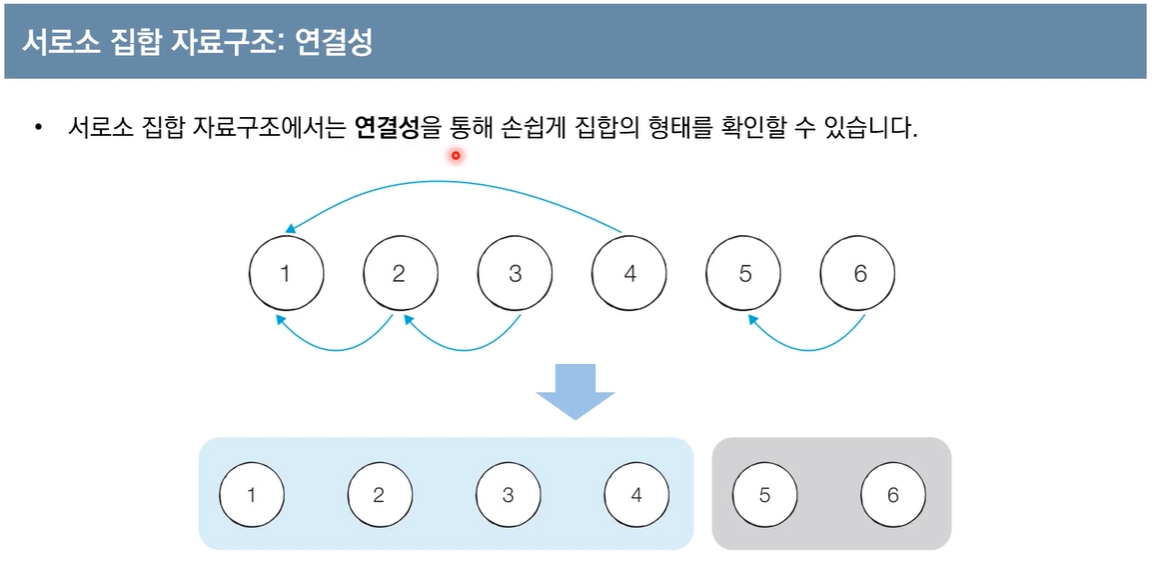 서로소 집합 자료구조: 연결성
• 서로소 집합 자료구조에서는 연결성을 통해 손쉽게 집합의 형태를 확인할 수 있습니다.
1 2 3 4 5 6
1 2 3 4 5 6